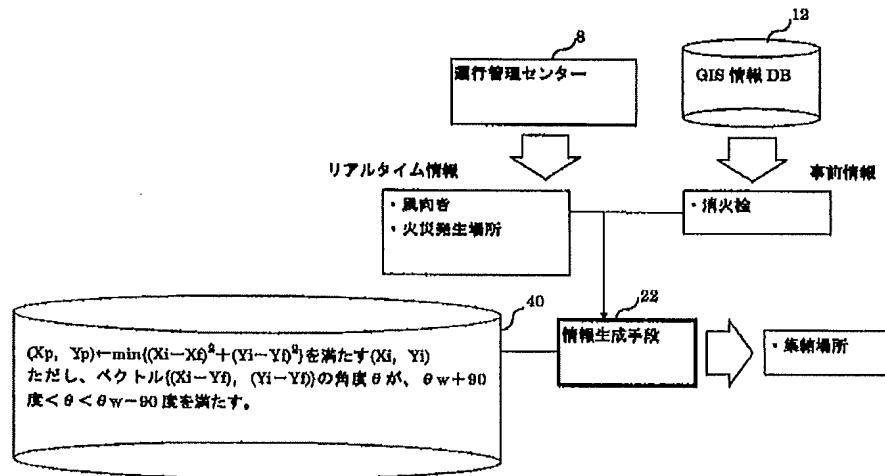 8
12
運行管理センター
GIS 情報 DB
リアルタイム情報
事前情報
・風向き
・火災発生場所
・消火栓
40
22
(Xp, Yp)←min{(Xi−Xf)²+(Yi−Yf)²}を満たす(Xi, Yi)
ただし、ベクトル{(Xi−Yf), (Yi−Yf)}の角度θが、θw+90
度<θ<θw−90度を満たす。
情報生成手段
・集結場所